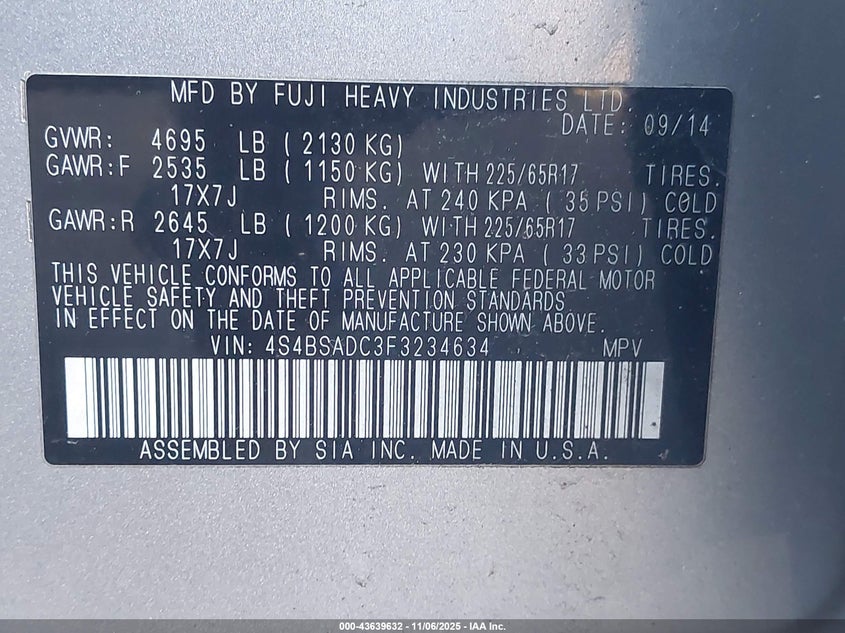 MFD BY FUJI HEAVY INDUSTRIES LTD.
DATE: 09/14
GVWR: 4695 LB ( 2130 KG)
GAWR:F 2535 LB ( 1150 KG) WITH 225/65R17 TIRES.
17X7J RIMS. AT 240 KPA ( 35 PSI) COLD
GAWR:R 2645 LB ( 1200 KG) WITH 225/65R17 TIRES.
17X7J RIMS. AT 230 KPA ( 33 PSI) COLD
THIS VEHICLE CONFORMS TO ALL APPLICABLE FEDERAL MOTOR
VEHICLE SAFETY AND THEFT PREVENTION STANDARDS
IN EFFECT ON THE DATE OF MANUFACTURE SHOWN ABOVE.
VIN: 4S4BSADC3F3234634 MPV
ASSEMBLED BY SIA INC. MADE IN U.S.A.
000-43639632 - 11/06/2025 - IAA Inc.